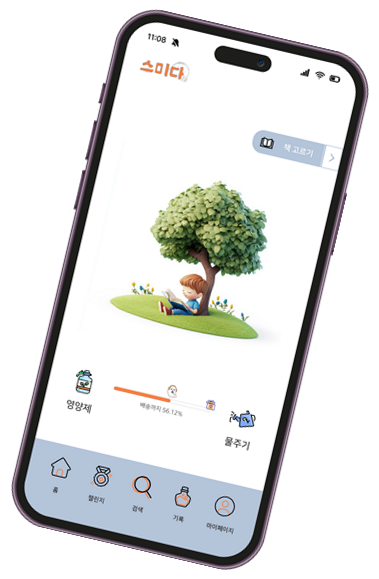 11:08
스미다
책 고르기
영양제
배송까지 56.12%
물주기
홈
챌린지
검색
기록
마이페이지